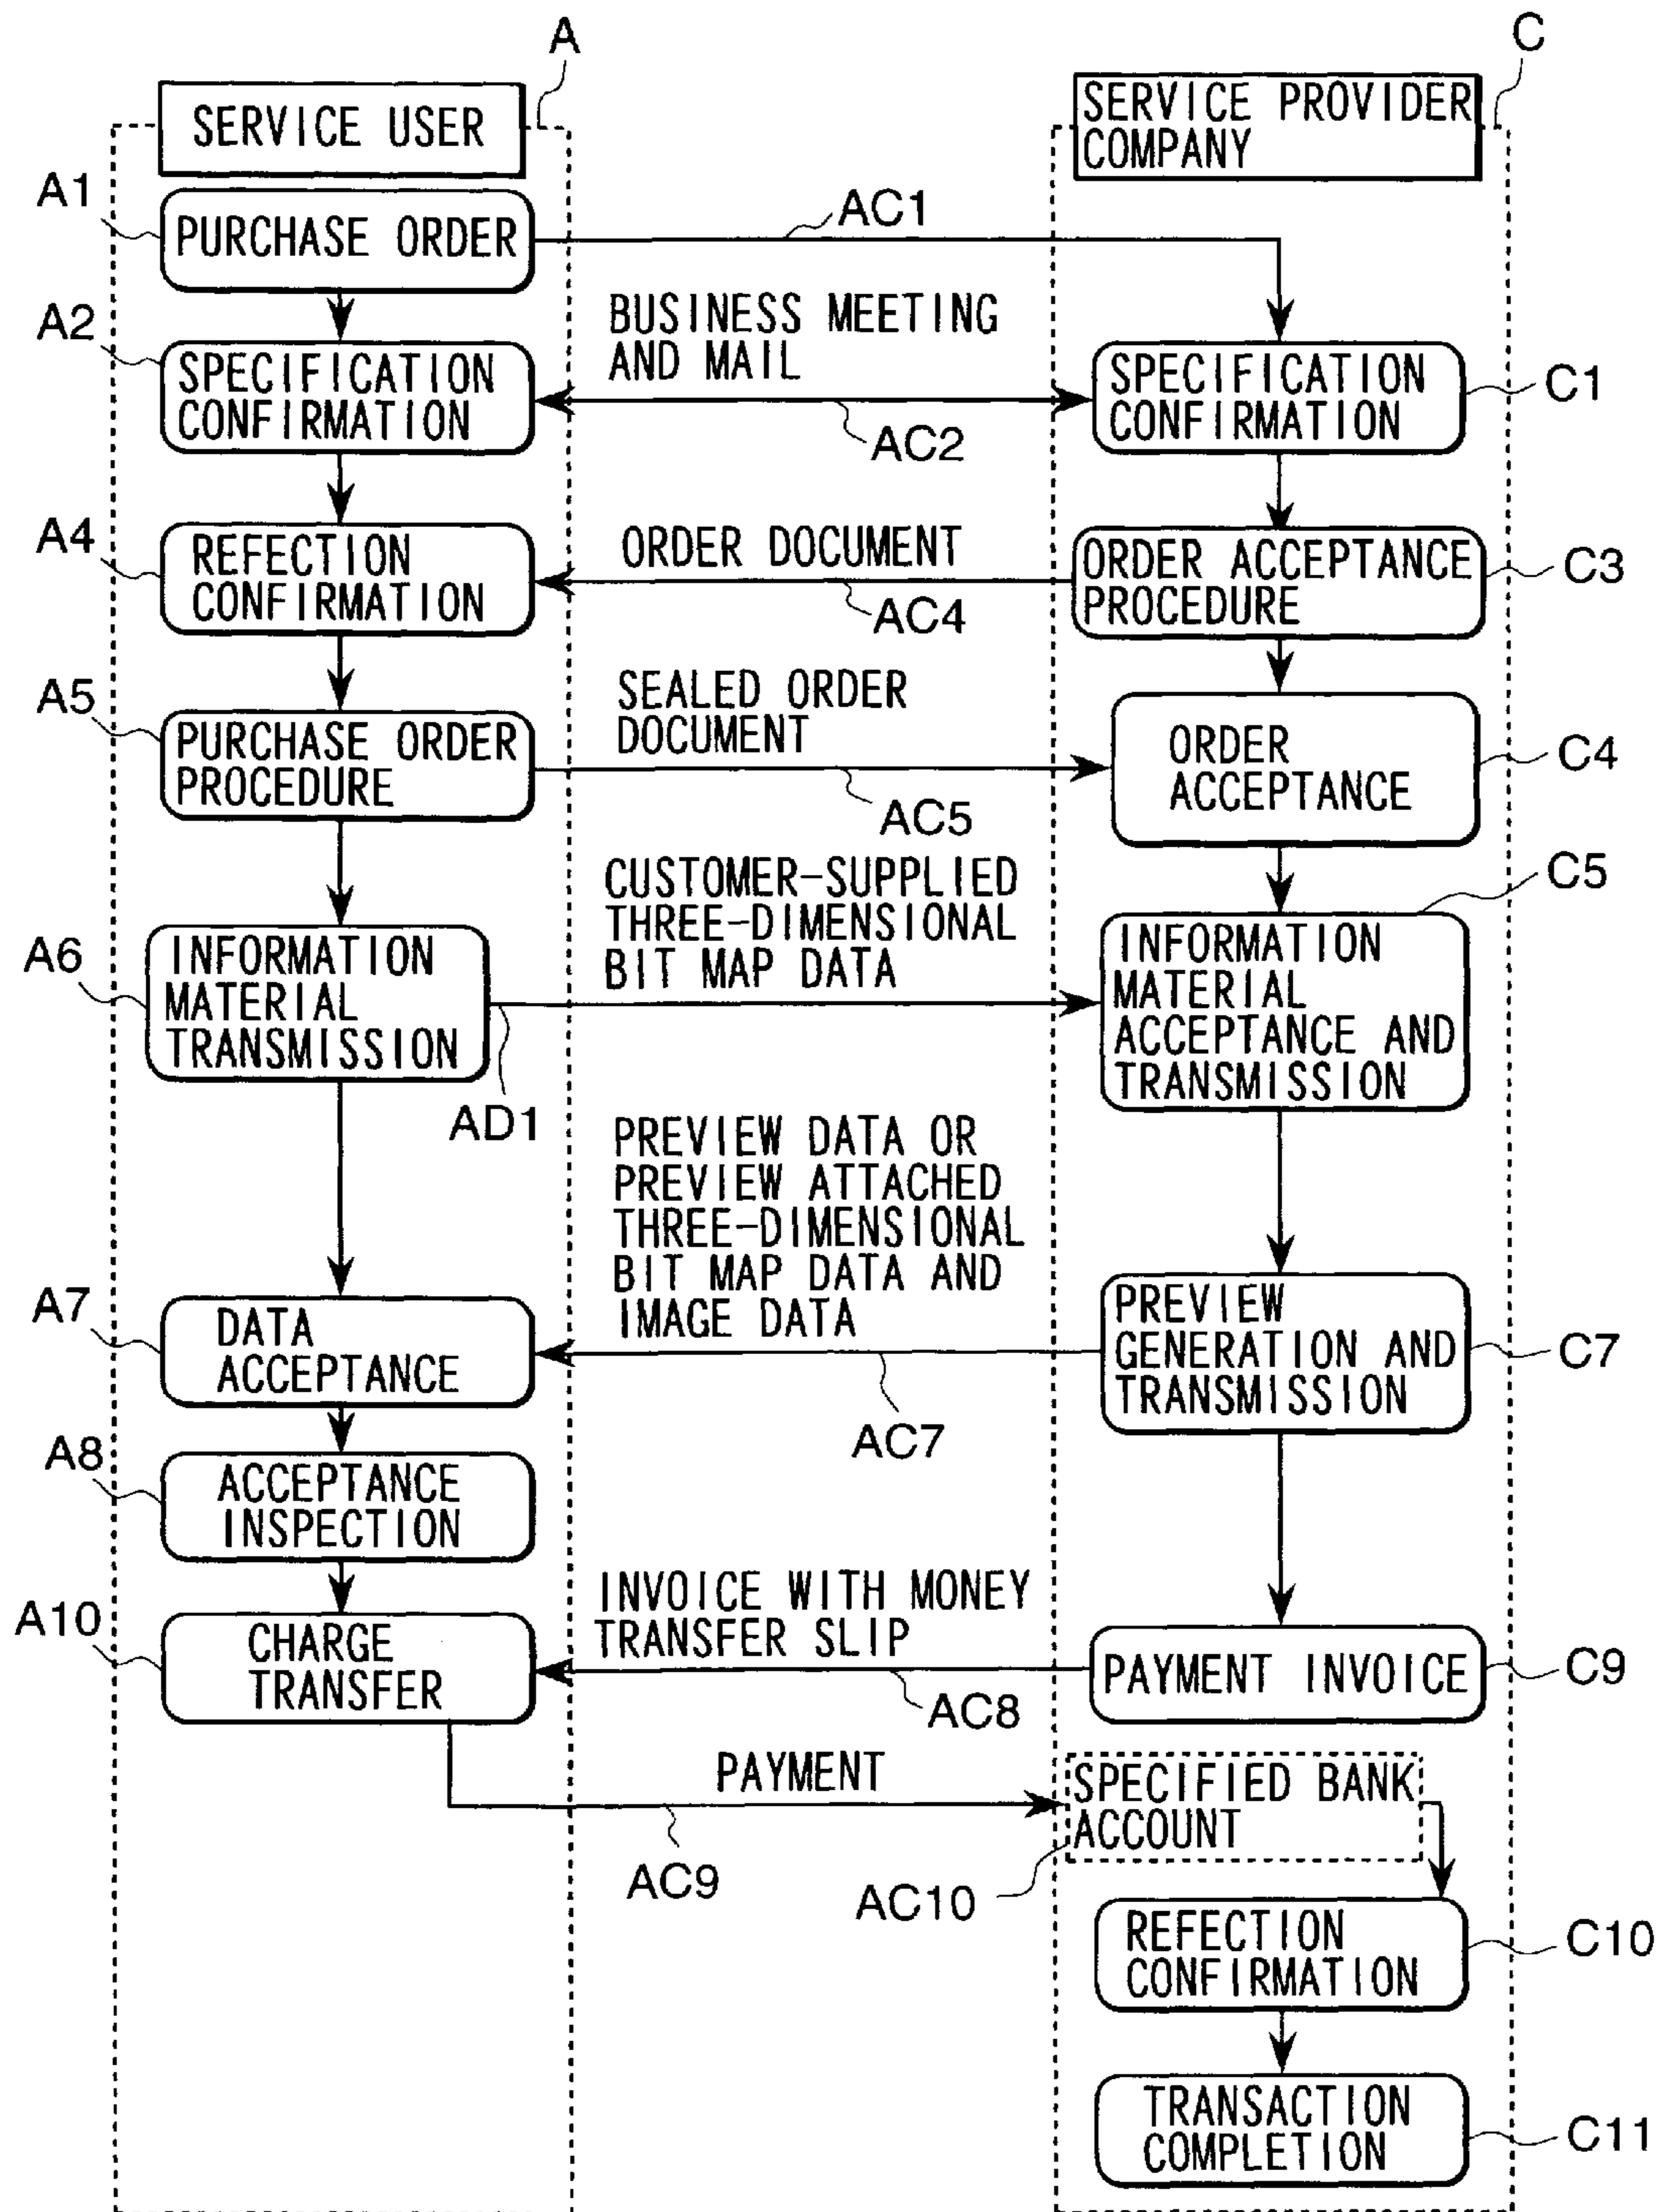 A
C
SERVICE USER
SERVICE PROVIDER
COMPANY
A1
PURCHASE ORDER
AC1
A2
SPECIFICATION
CONFIRMATION
BUSINESS MEETING
AND MAIL
AC2
SPECIFICATION
CONFIRMATION
C1
A4
REFECTION
CONFIRMATION
ORDER DOCUMENT
AC4
ORDER ACCEPTANCE
PROCEDURE
C3
A5
PURCHASE ORDER
PROCEDURE
SEALED ORDER
DOCUMENT
AC5
ORDER
ACCEPTANCE
C4
A6
INFORMATION
MATERIAL
TRANSMISSION
AD1
CUSTOMER-SUPPLIED
THREE-DIMENSIONAL
BIT MAP DATA
C5
INFORMATION
MATERIAL
ACCEPTANCE AND
TRANSMISSION
A7
DATA
ACCEPTANCE
PREVIEW DATA OR
PREVIEW ATTACHED
THREE-DIMENSIONAL
BIT MAP DATA AND
IMAGE DATA
AC7
PREVIEW
GENERATION AND
TRANSMISSION
C7
A8
ACCEPTANCE
INSPECTION
A10
CHARGE
TRANSFER
INVOICE WITH MONEY
TRANSFER SLIP
AC8
PAYMENT INVOICE
C9
PAYMENT
AC9
SPECIFIED BANK
ACCOUNT
AC10
REFECTION
CONFIRMATION
C10
TRANSACTION
COMPLETION
C11